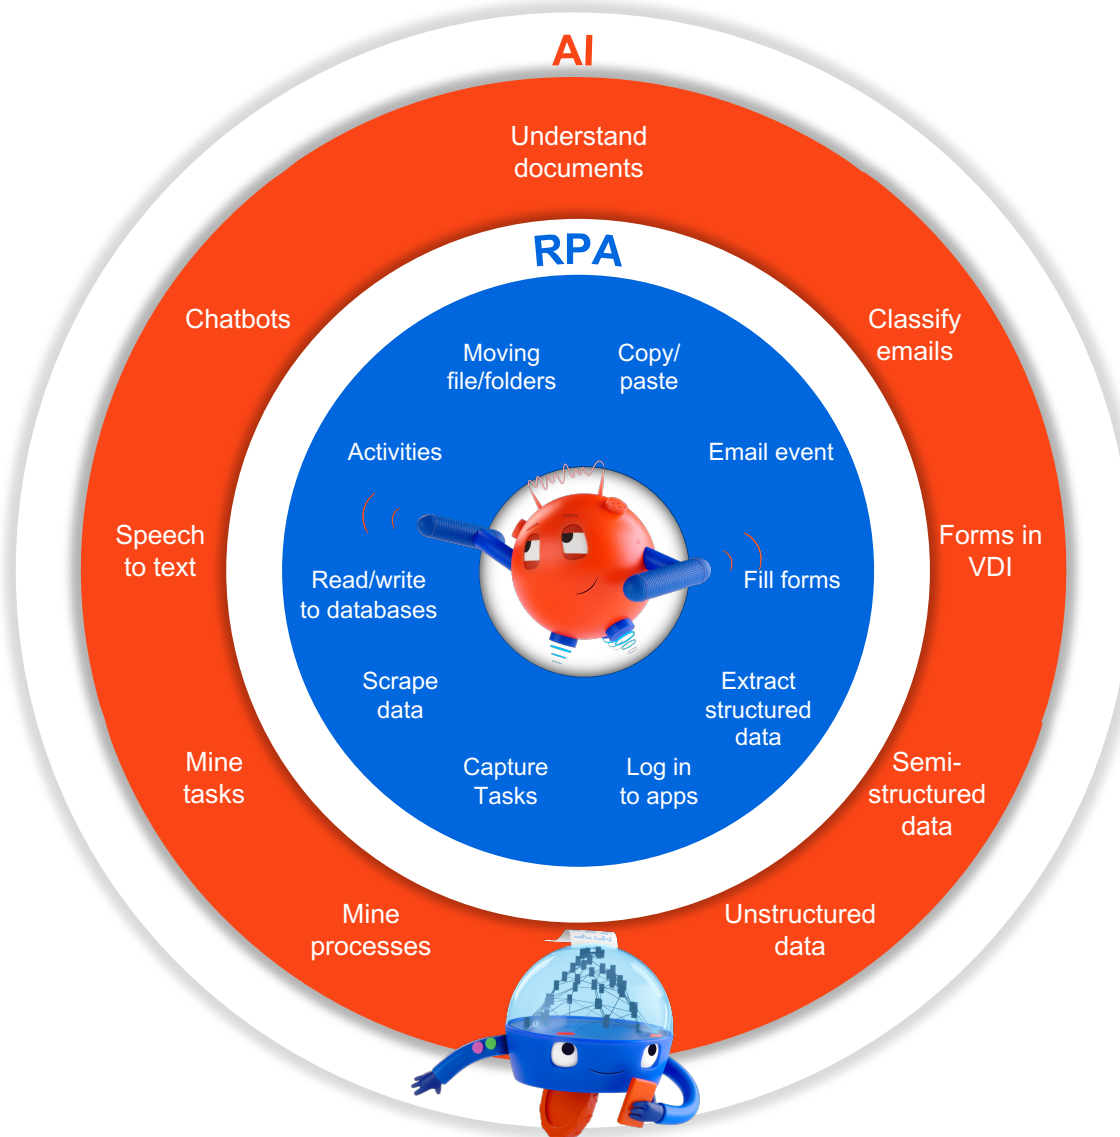 AI
Understand
documents
Chatbots
Classify
emails
Speech
to text
Forms in
VDI
Mine
tasks
Semi-
structured
data
Mine
processes
Unstructured
data
RPA
Moving
file/folders
Copy/
paste
Activities
Email event
Read/write
to databases
Fill forms
Scrape
data
Extract
structured
data
Capture
Tasks
Log in
to apps